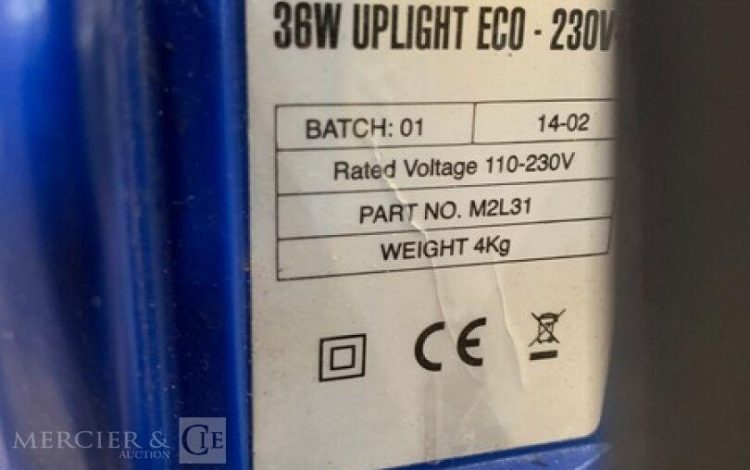 36W UPLIGHT ECO - 230V
BATCH: 01 14-02
Rated Voltage 110-230V
PART NO. M2L31
WEIGHT 4Kg
CE
MERCIER & CIE
AUCTION